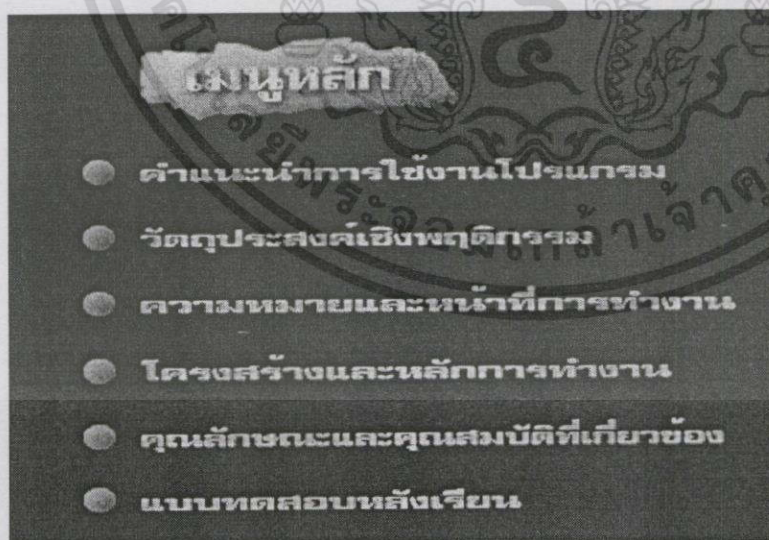 เมนูหลัก
คำแนะนำการใช้งานโปรแกรม
วัตถุประสงค์เชิงพฤติกรรม
ความหมายและหน้าที่การทำงาน
โครงสร้างและหลักการทำงาน
คุณลักษณะและคุณสมบัติที่เกี่ยวข้อง
แบบทดสอบหลังเรียน